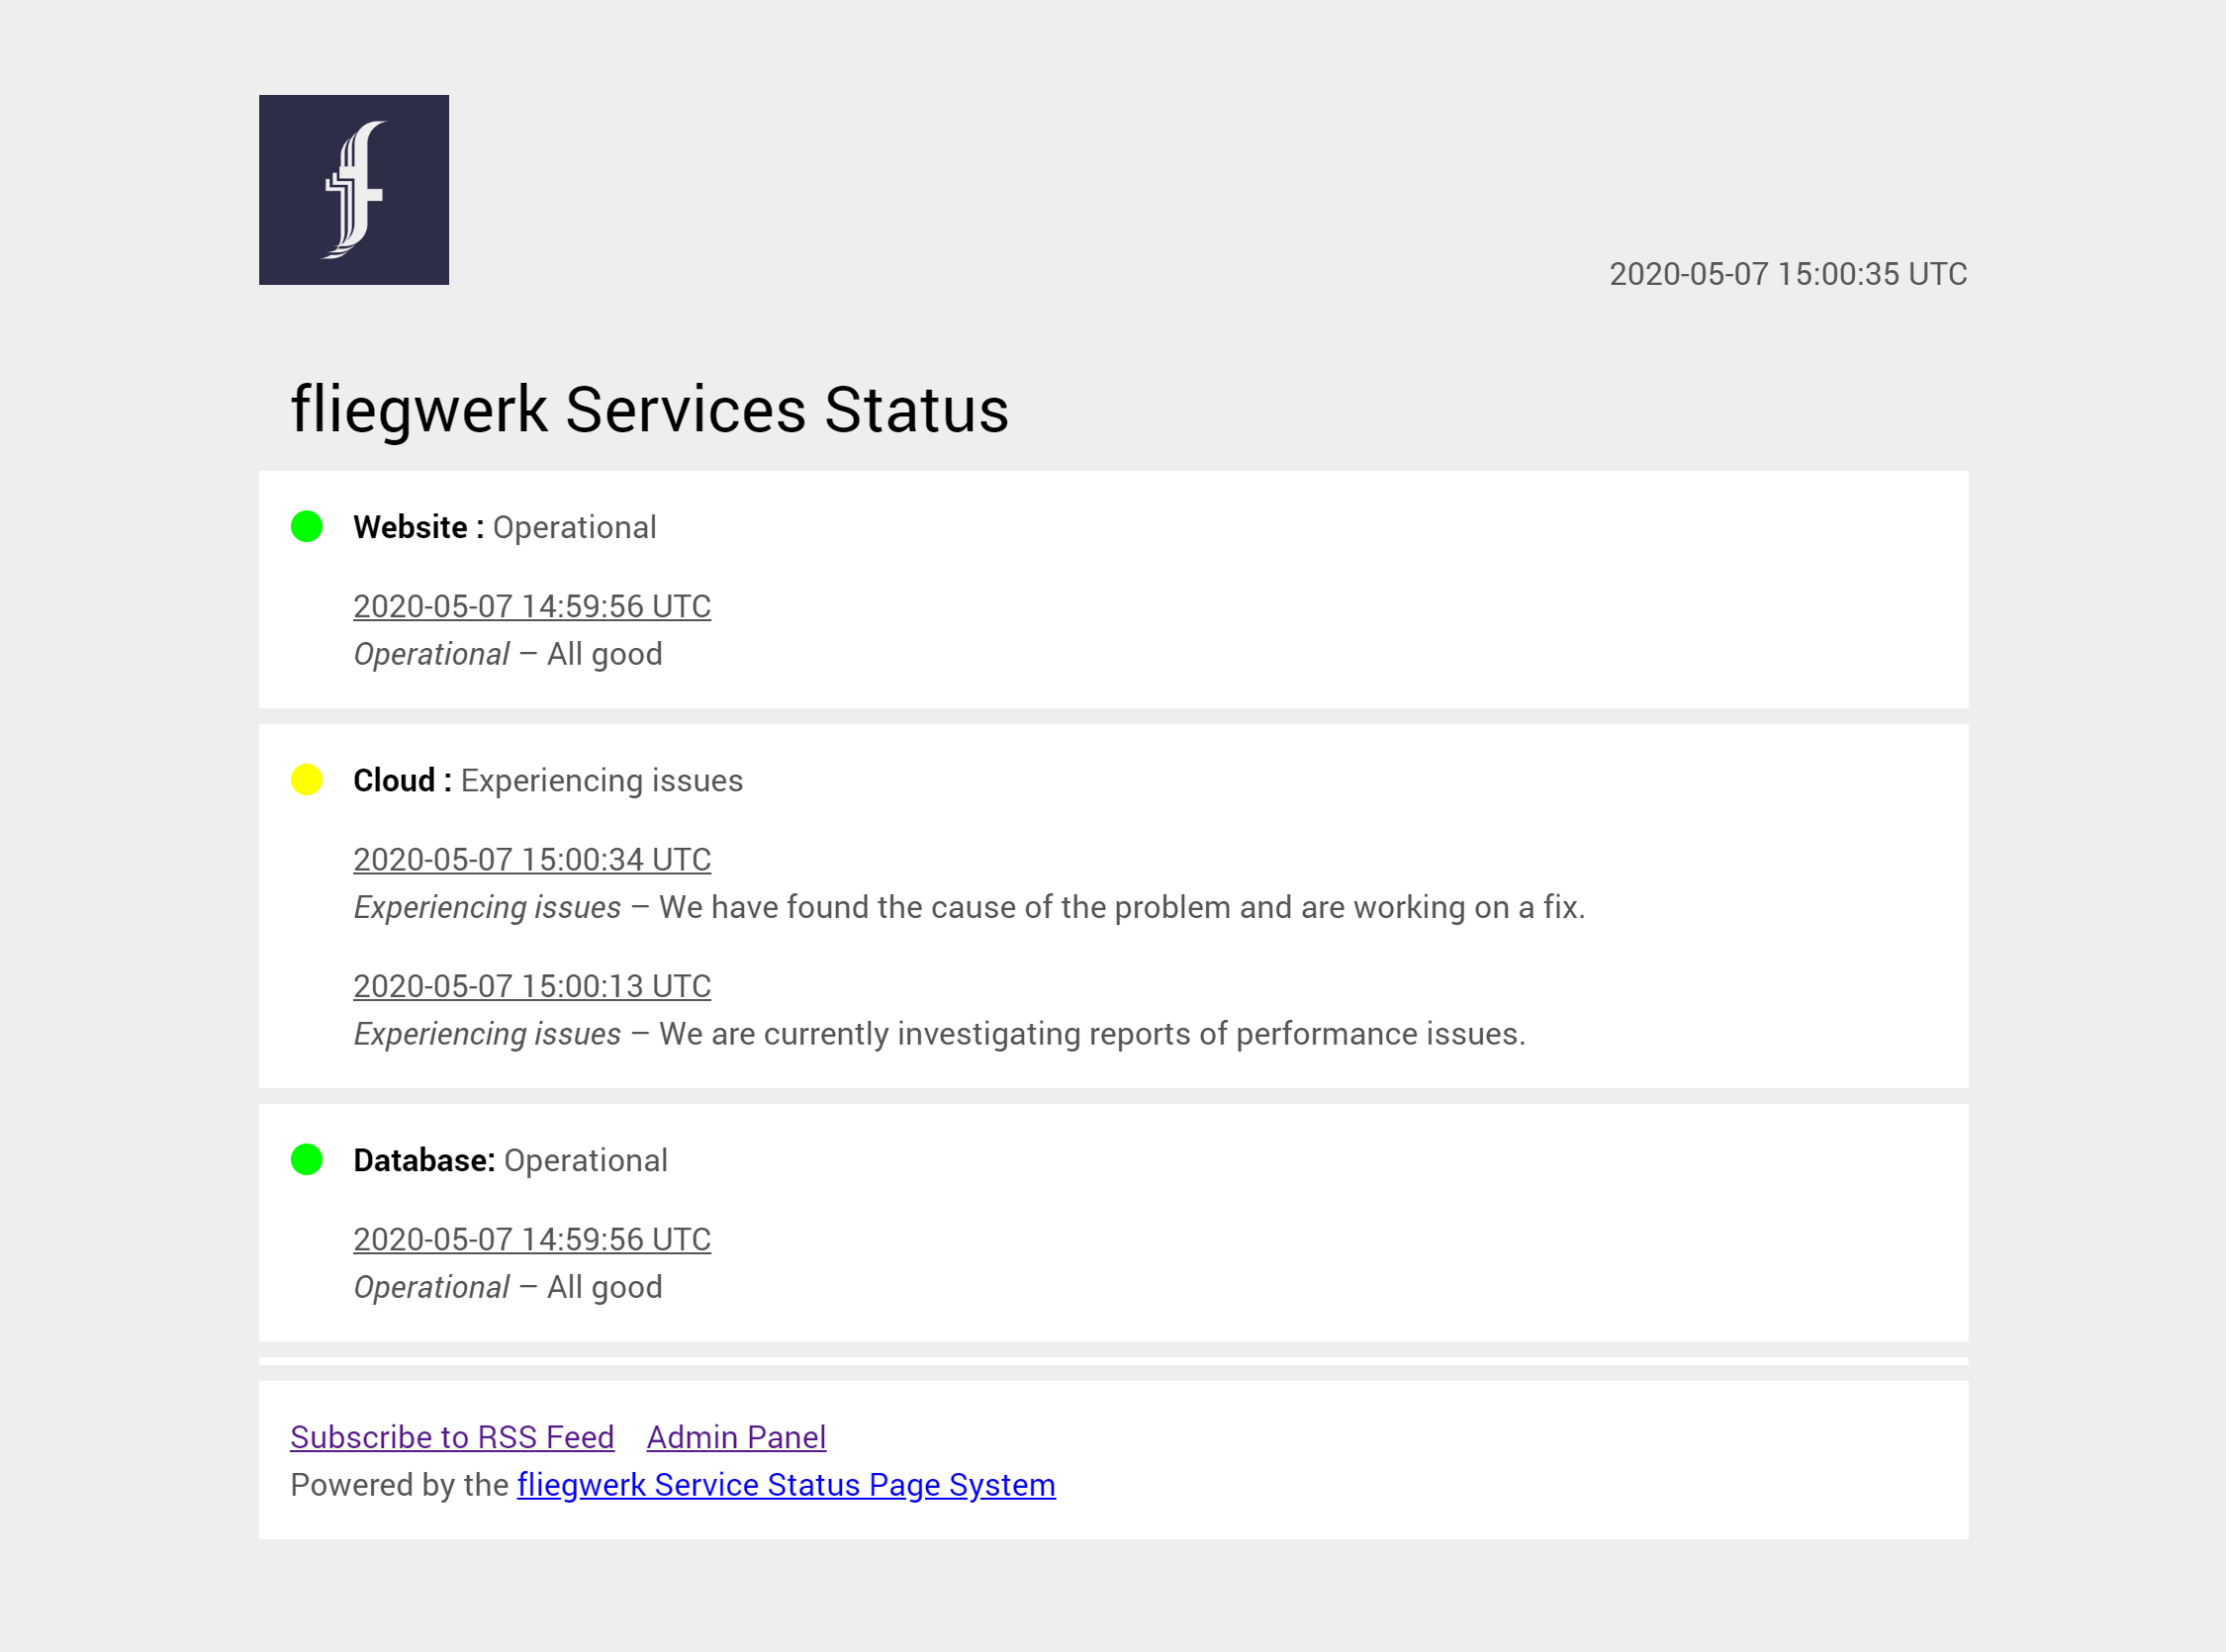 f
2020-05-07 15:00:35 UTC
fliegwerk Services Status
Website : Operational
2020-05-07 14:59:56 UTC
Operational – All good
Cloud : Experiencing issues
2020-05-07 15:00:34 UTC
Experiencing issues – We have found the cause of the problem and are working on a fix.
2020-05-07 15:00:13 UTC
Experiencing issues – We are currently investigating reports of performance issues.
Database: Operational
2020-05-07 14:59:56 UTC
Operational – All good
Subscribe to RSS Feed Admin Panel
Powered by the fliegwerk Service Status Page System